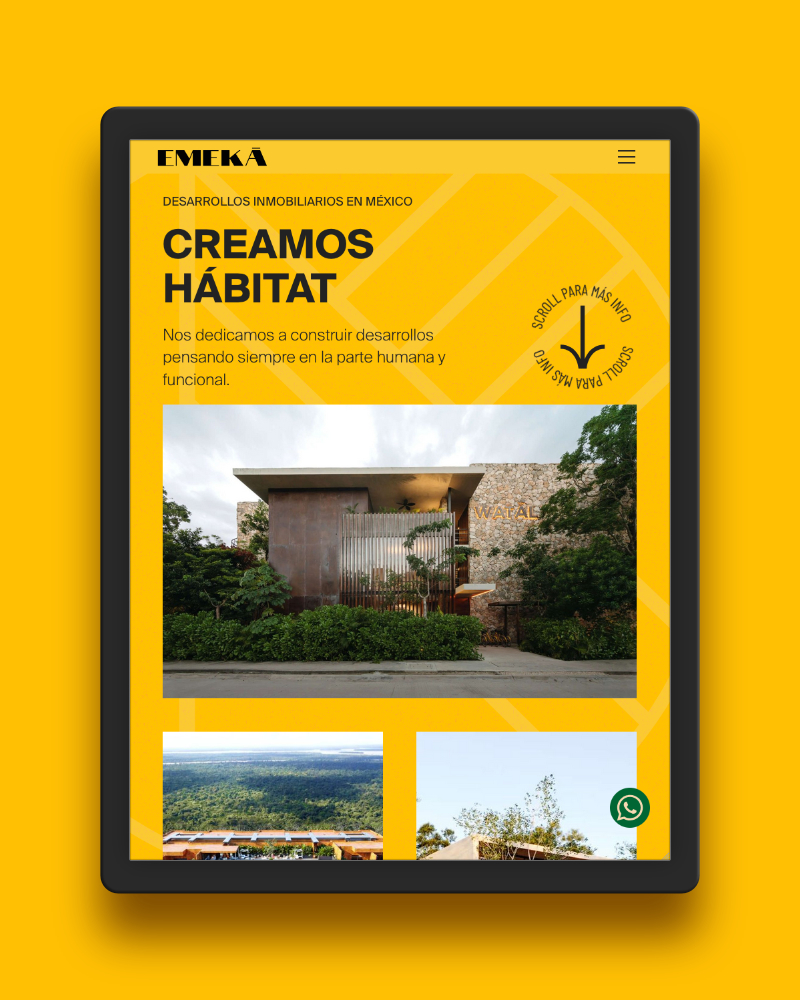 EMEKĀ
DESARROLLOS INMOBILIARIOS EN MÉXICO
CREAMOS
HÁBITAT
Nos dedicamos a construir desarrollos
pensando siempre en la parte humana y
funcional.
SCROLL PARA MÁS INFO
SCROLL PARA MÁS INFO
WATAL